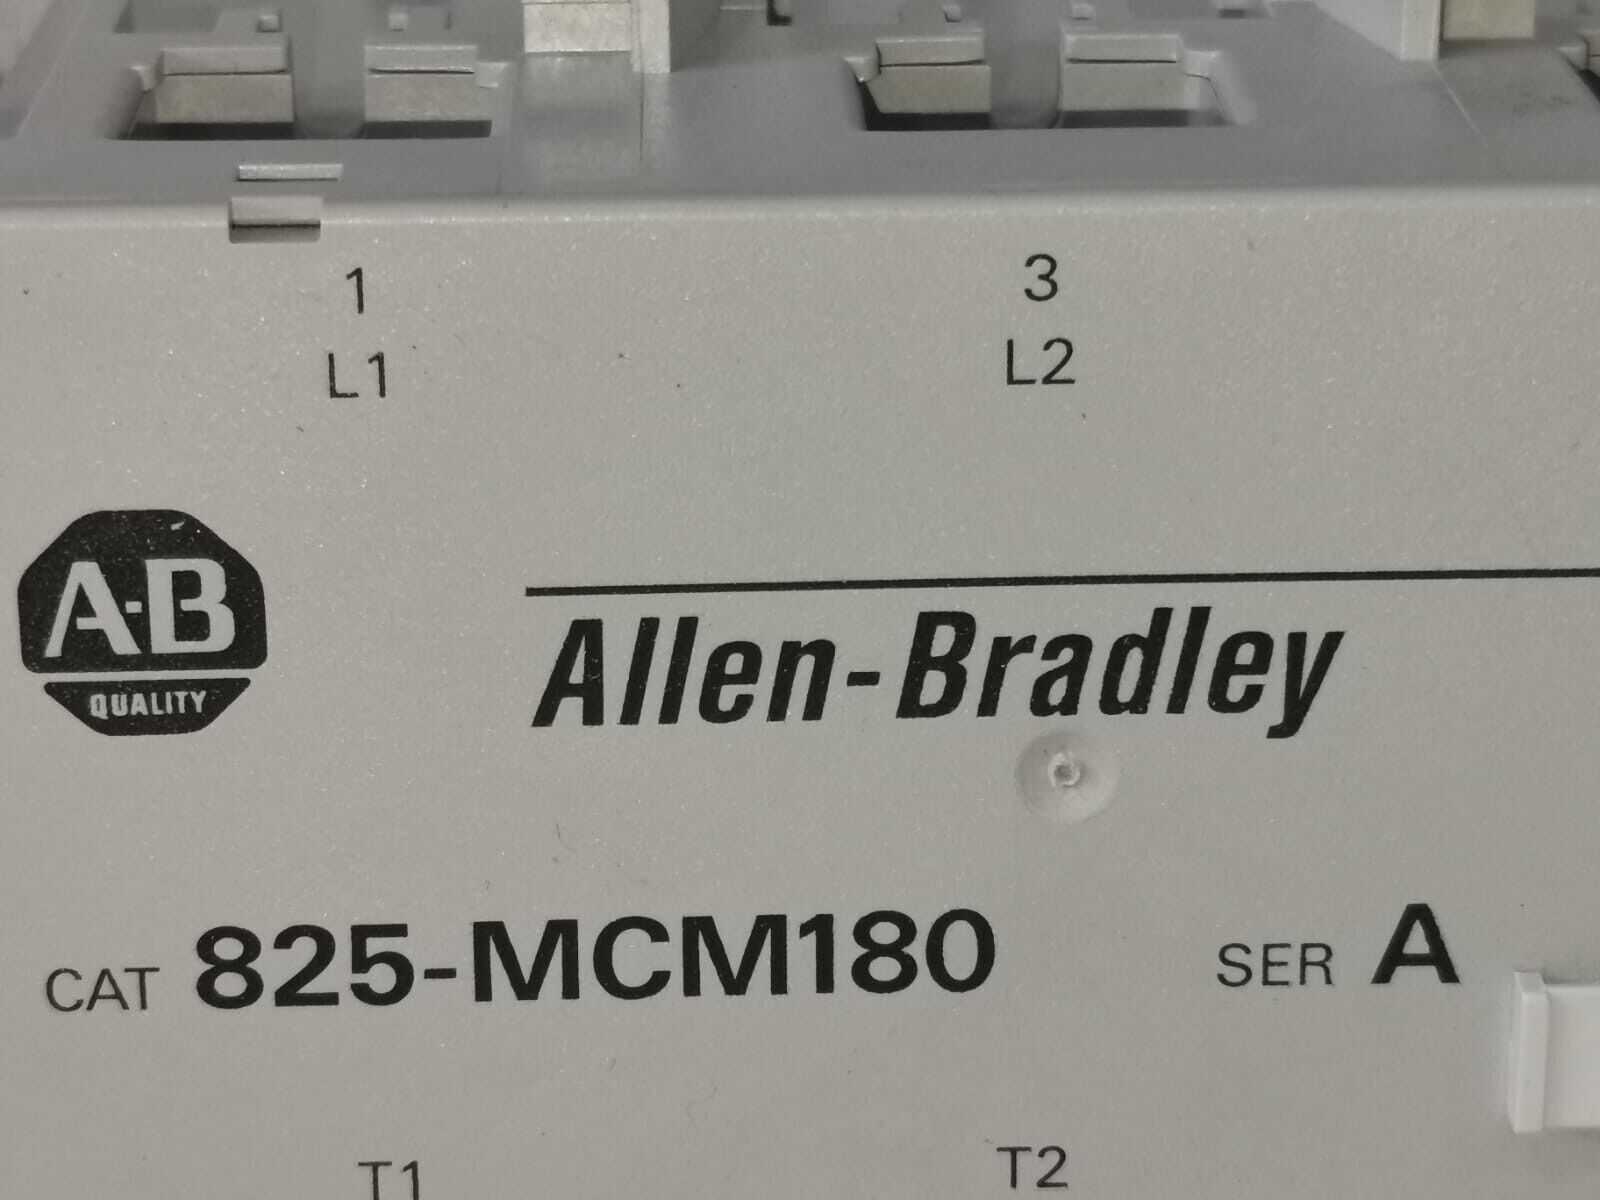 1 3
L1 L2
A-B
QUALITY
Allen-Bradley
CAT 825-MCM180 SER A
T1 T2